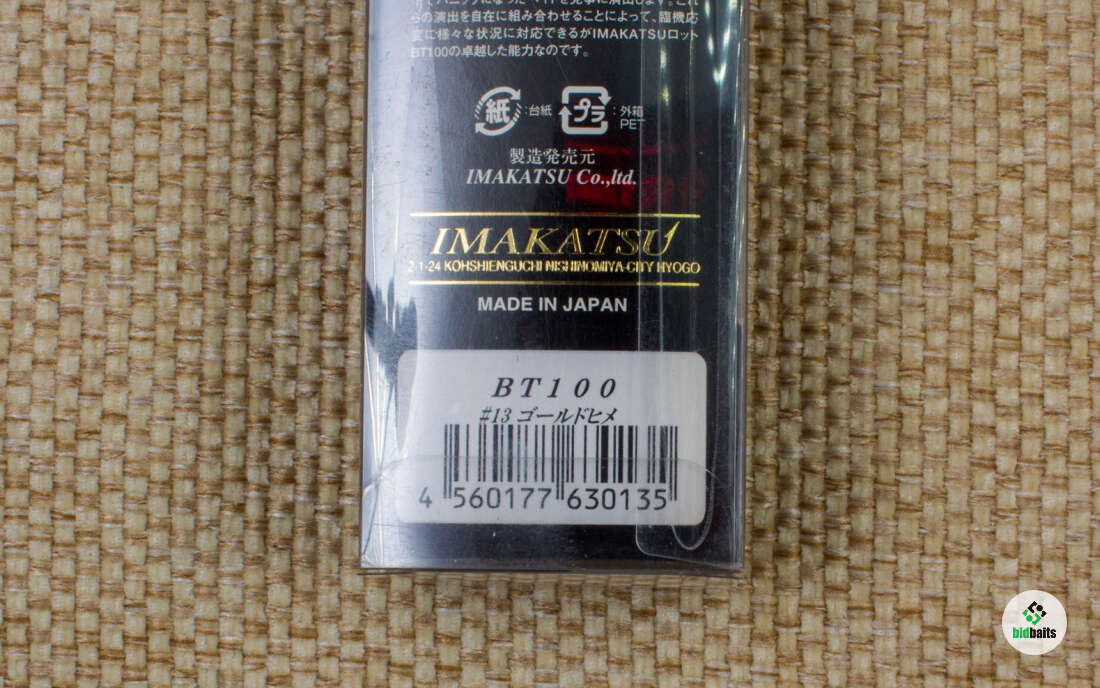 らの演出を自在に組み合わせることによって、臨機応
変に様々な状況に対応できるがIMAKATSUロット
BT100の卓越した能力なのです。
紙 :台紙 プラ :外箱
PET
製造発売元
IMAKATSU Co.,ltd.
IMAKATSU
2-1-24 KOHSHIENGUCHI NISHINOMIYA-CITY HYOGO
MADE IN JAPAN
BT100
#13 ゴールドヒメ
4 560177 630135
bidbaits